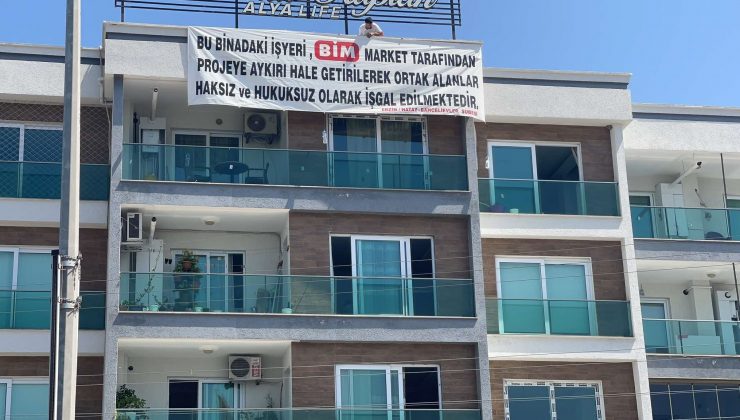 ALYA LIFE
BU BİNADAKİ İŞYERİ, BİM MARKET TARAFINDAN
PROJEYE AYKIRI HALE GETİRİLEREK ORTAK ALANLAR
HAKSIZ ve HUKUKSUZ OLARAK İŞGAL EDİLMEKTEDİR.